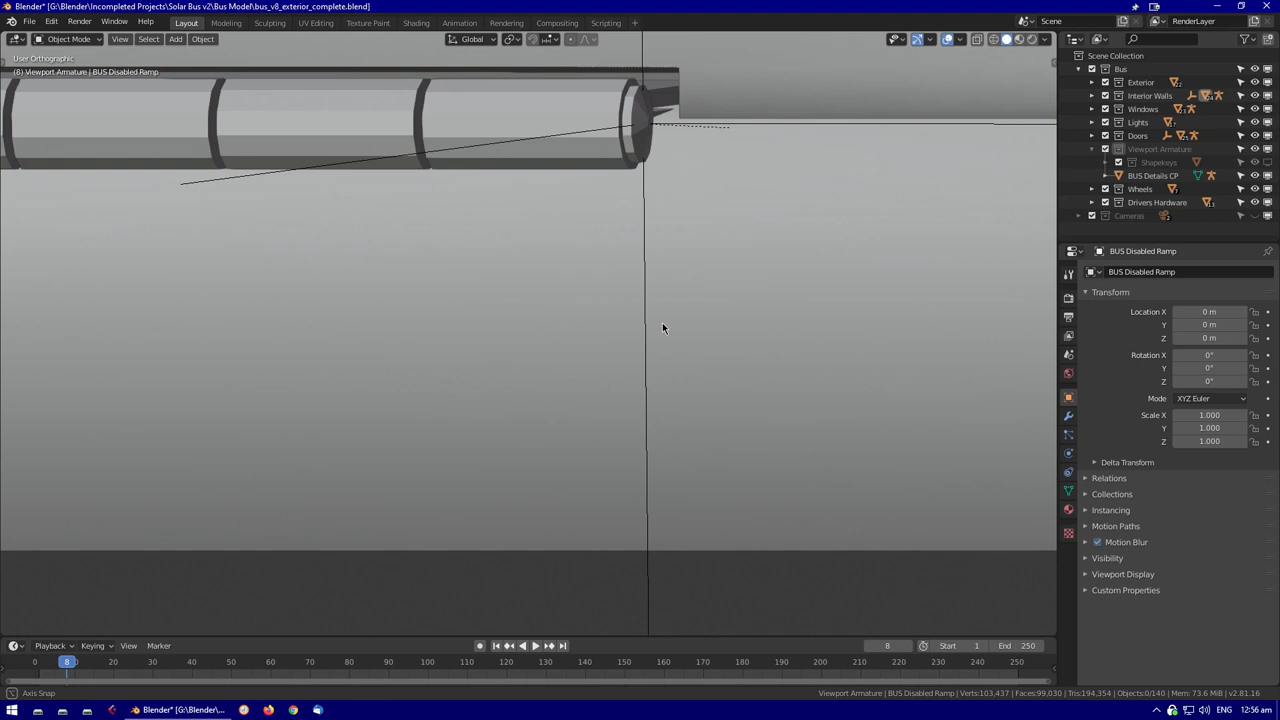 Blender* [G:\Blender\Incompleted Projects\Solar Bus v2\Bus Model\bus_v8_exterior_complete.blend]
File Edit Render Window Help Layout Modeling Sculpting UV Editing Texture Paint Shading Animation Rendering Compositing Scripting Scene RenderLayer
Object Mode View Select Add Object Global
User Orthographic
(8) Viewport Armature | BUS Disabled Ramp
Scene Collection
Bus
Exterior
Interior Walls
Windows
Lights
Doors
Viewport Armature
Shapekeys
BUS Details CP
Wheels
Drivers Hardware
Cameras
BUS Disabled Ramp
BUS Disabled Ramp
Transform
Location X 0 m
Y 0 m
Z 0 m
Rotation X 0°
Y 0°
Z 0°
Mode XYZ Euler
Scale X 1.000
Y 1.000
Z 1.000
Delta Transform
Relations
Collections
Instancing
Motion Paths
Motion Blur
Visibility
Viewport Display
Custom Properties
Playback Keying View Marker 8 Start 1 End 250
0 8 20 30 40 50 60 70 80 90 100 110 120 130 140 150 160 170 180 190 200 210 220 230 240 250
Axis Snap Viewport Armature | BUS Disabled Ramp | Verts:103,437 | Faces:99,030 | Tris:194,354 | Objects:0/140 | Mem: 73.6 MiB | v2.81.16
Blender* [G:\Blend... ENG 12:56 am